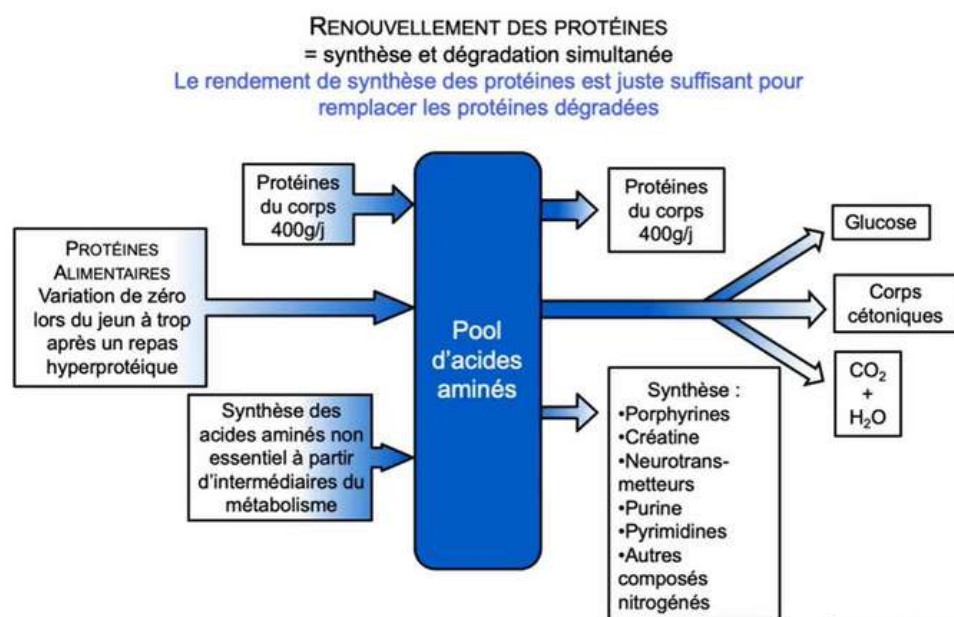 RENOUVELLEMENT DES PROTÉINES
= synthèse et dégradation simultanée
Le rendement de synthèse des protéines est juste suffisant pour
remplacer les protéines dégradées
Protéines
du corps
400g/j
PROTÉINES
ALIMENTAIRES
Variation de zéro
lors du jeun à trop
après un repas
hyperprotéique
Synthèse des
acides aminés non
essentiel à partir
d'intermédiaires du
métabolisme
Pool
d'acides
aminés
Protéines
du corps
400g/j
Glucose
Corps
cétoniques
CO₂
+
H₂O
Synthèse :
•Porphyrines
•Créatine
•Neurotrans-
metteurs
•Purine
•Pyrimidines
•Autres
composés
nitrogénés